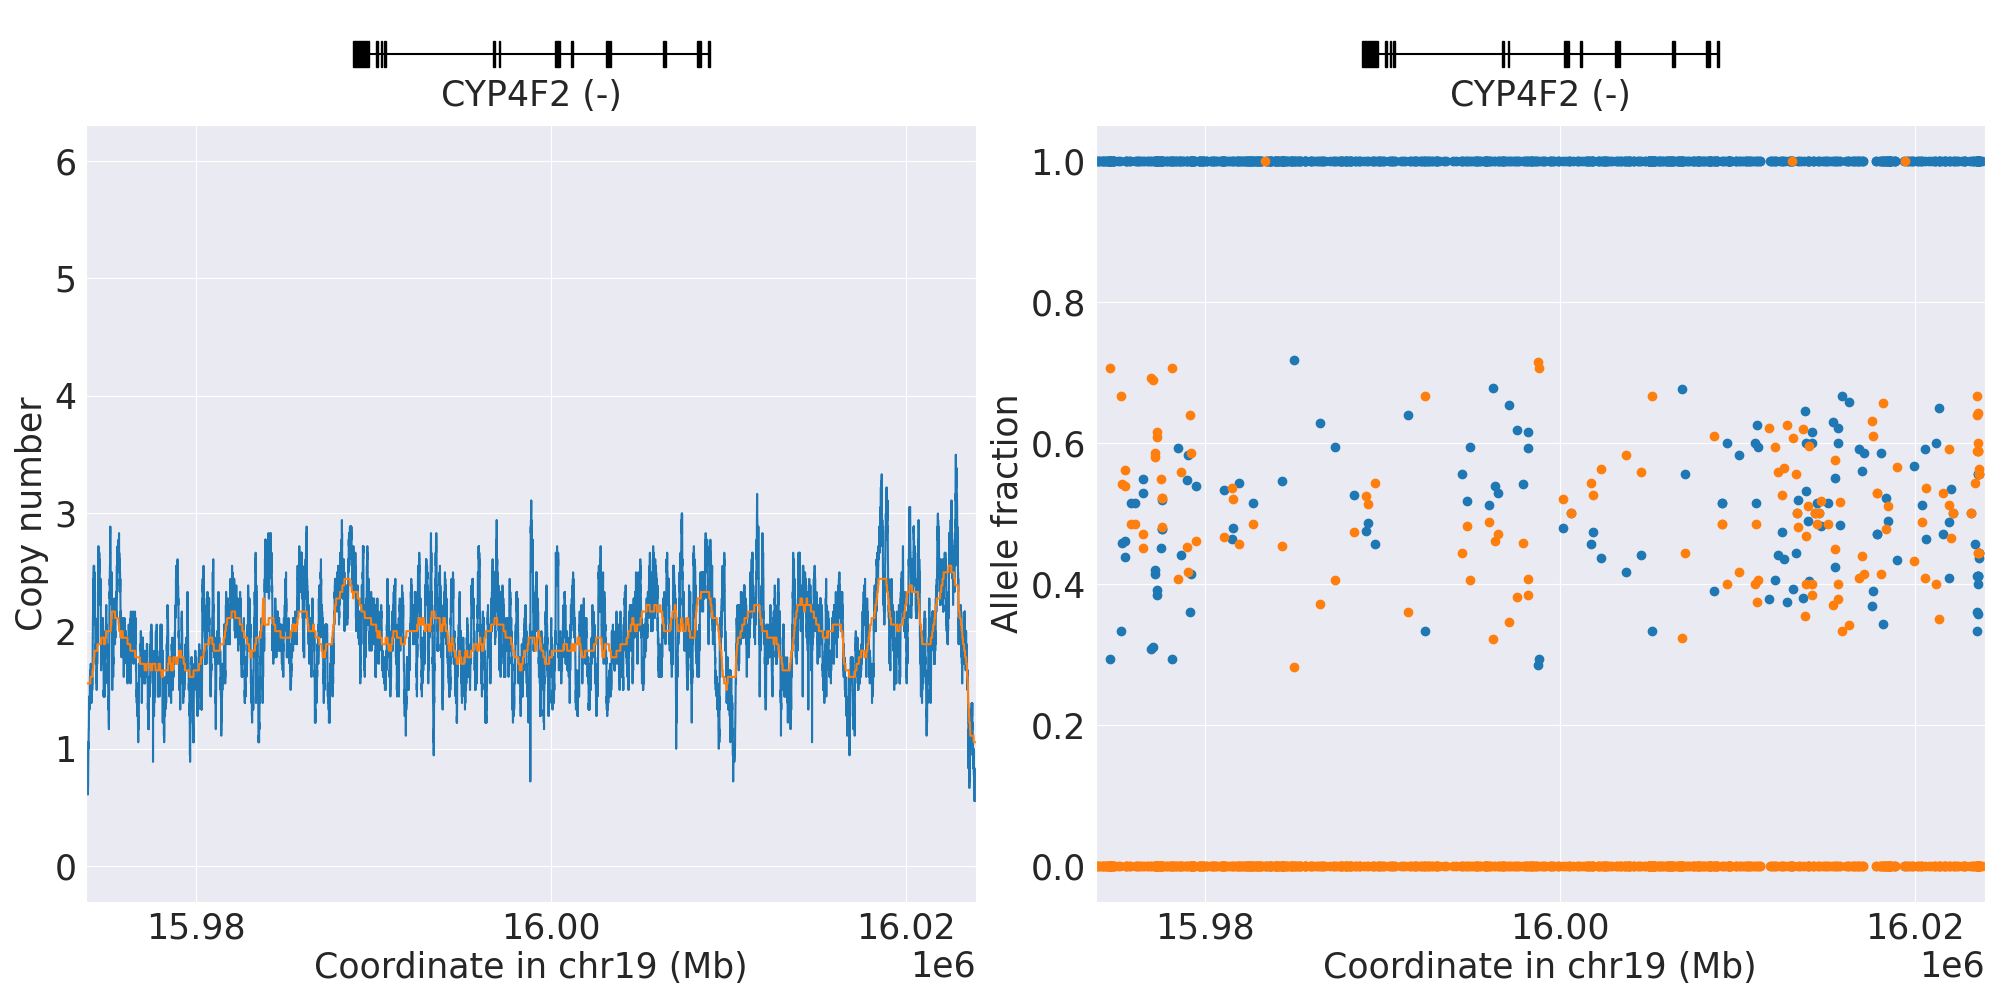 CYP4F2 (-)
6
5
4
3
2
1
0
Copy number
15.98
16.00
16.02
Coordinate in chr19 (Mb)
1e6
CYP4F2 (-)
1.0
0.8
0.6
0.4
0.2
0.0
Allele fraction
15.98
16.00
16.02
Coordinate in chr19 (Mb)
1e6